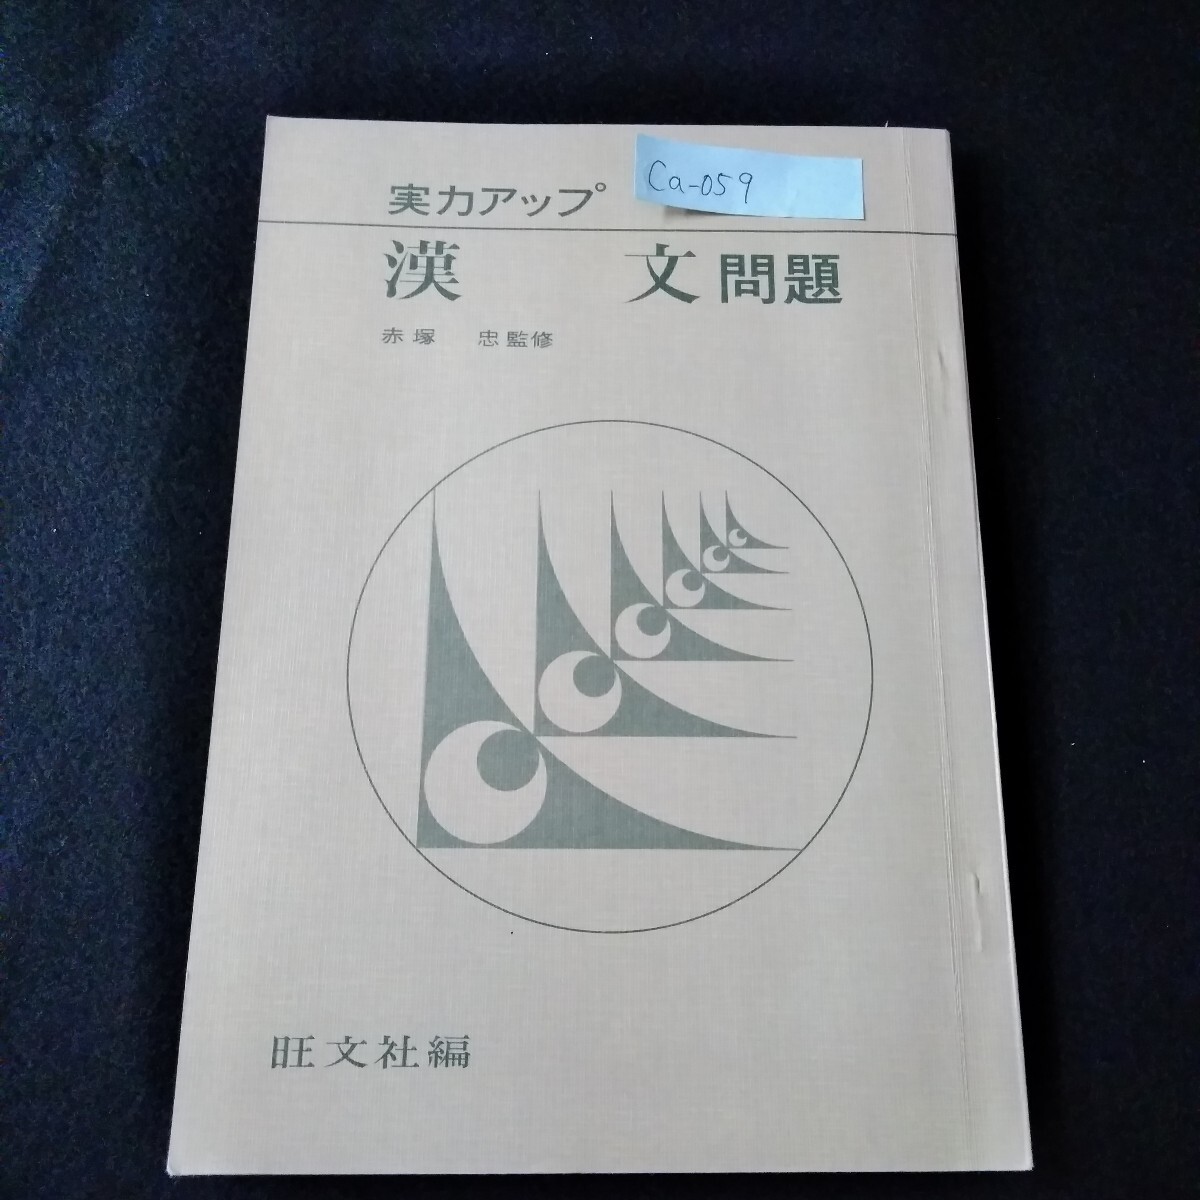 Ca-059
実力アップ
漢 文 問題
赤塚 忠監修
旺文社編